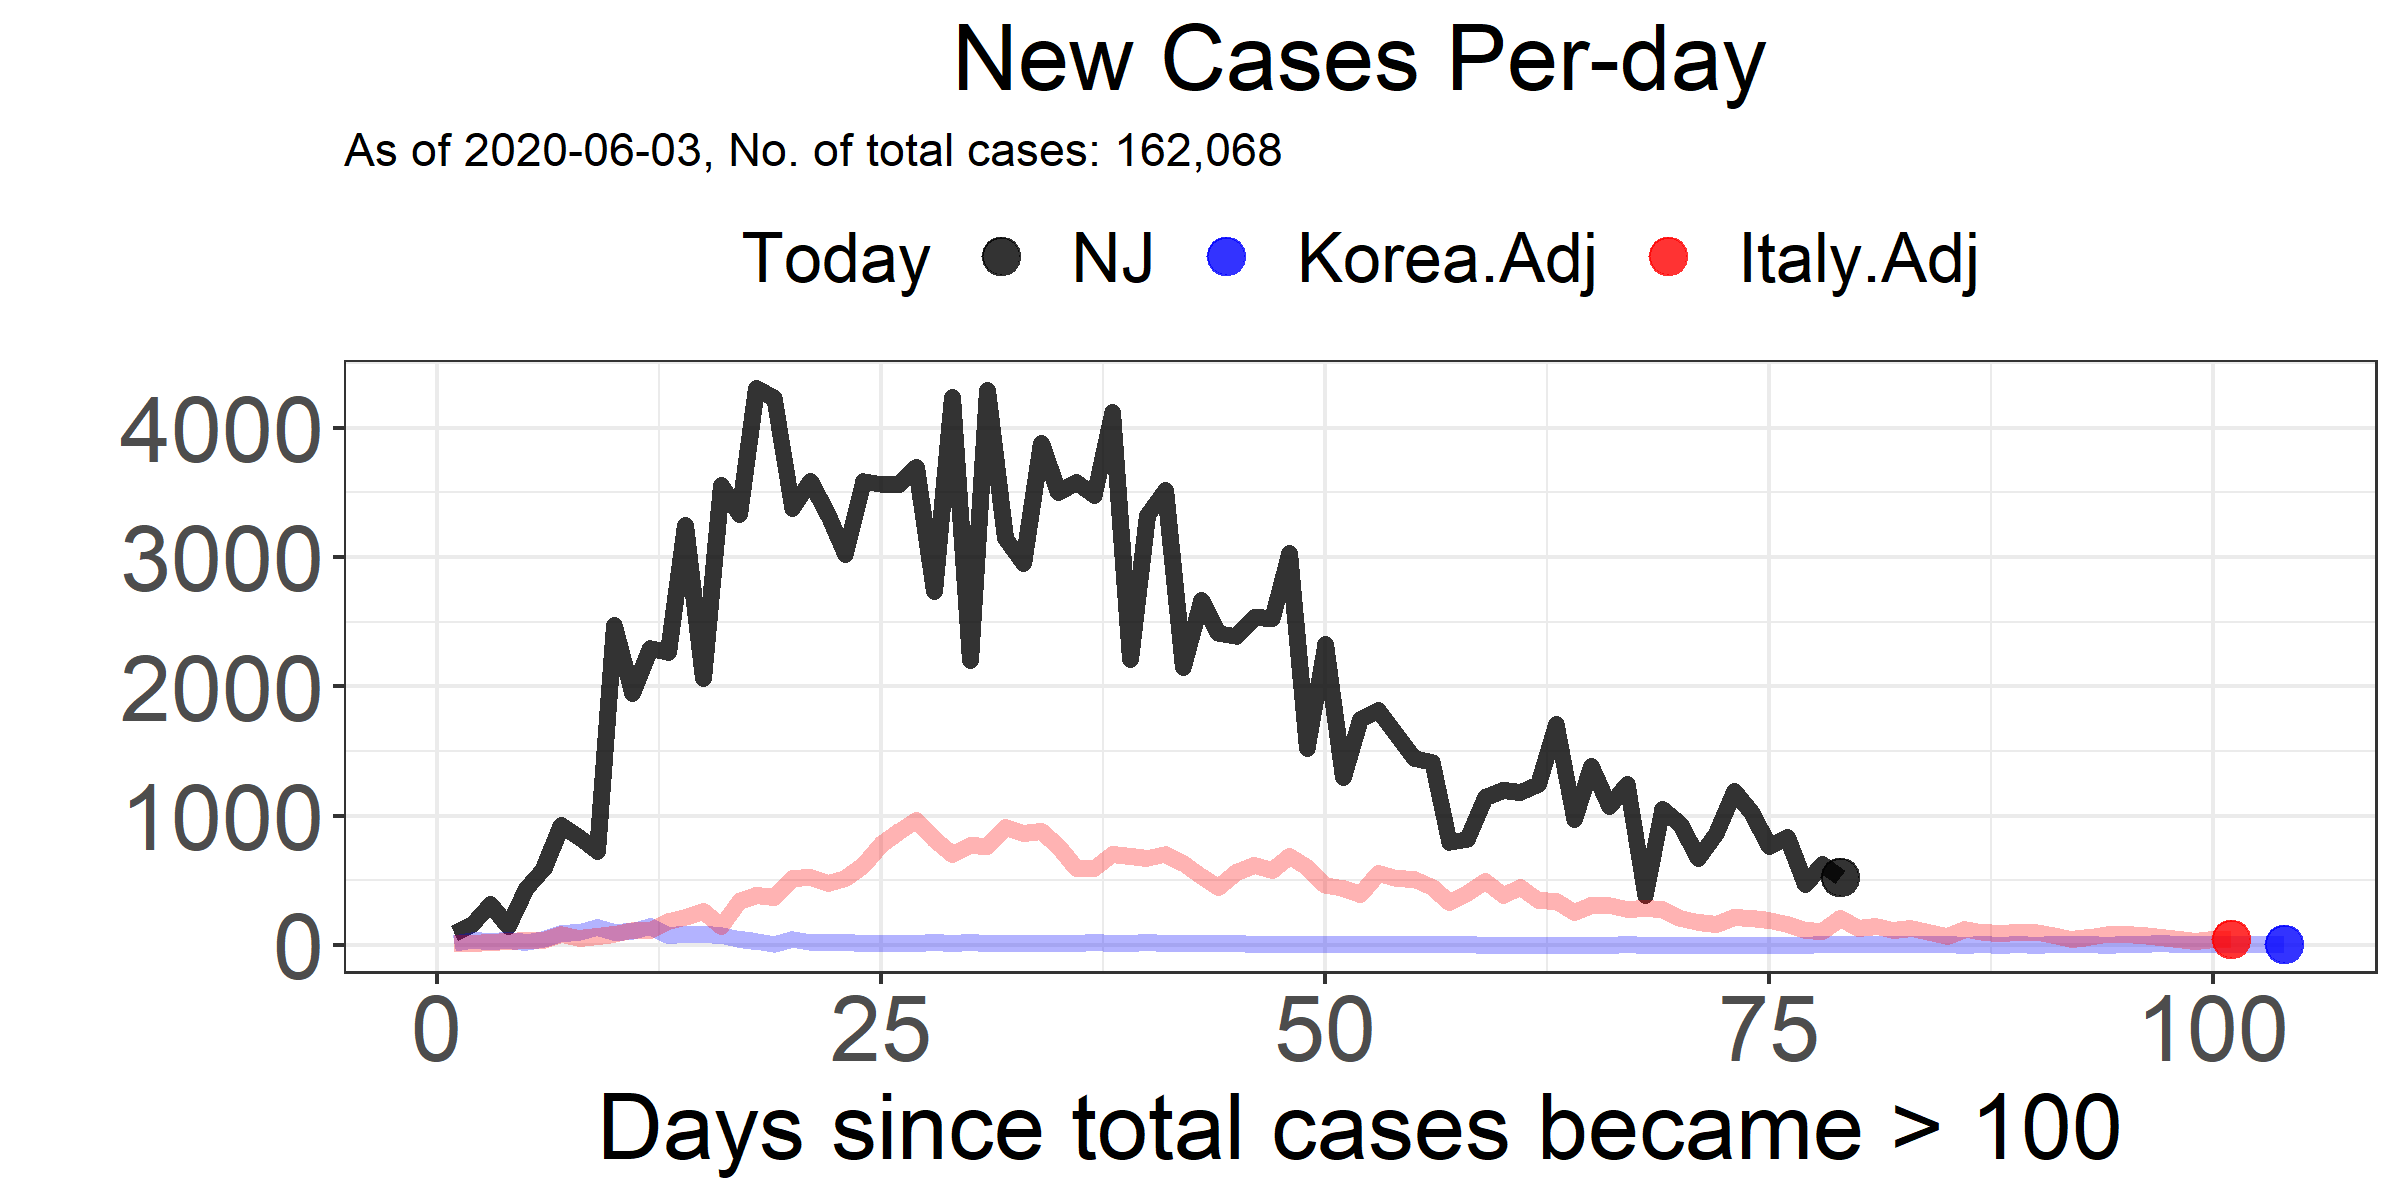 New Cases Per-day
As of 2020-06-03, No. of total cases: 162,068
Today NJ Korea.Adj Italy.Adj
4000
3000
2000
1000
0
0 25 50 75 100
Days since total cases became > 100